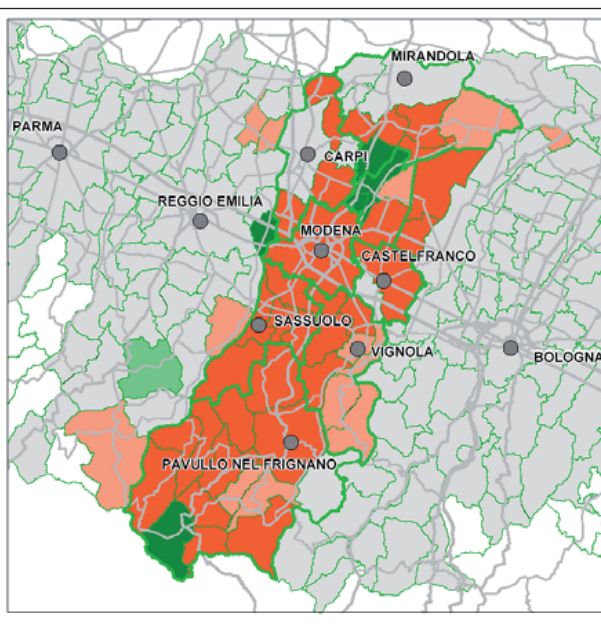 MIRANDOLA
PARMA
CARPI
REGGIO EMILIA
MODENA
CASTELFRANCO
SASSUOLO
VIGNOLA
BOLOGNA
PAVULLO NEL FRIGNANO